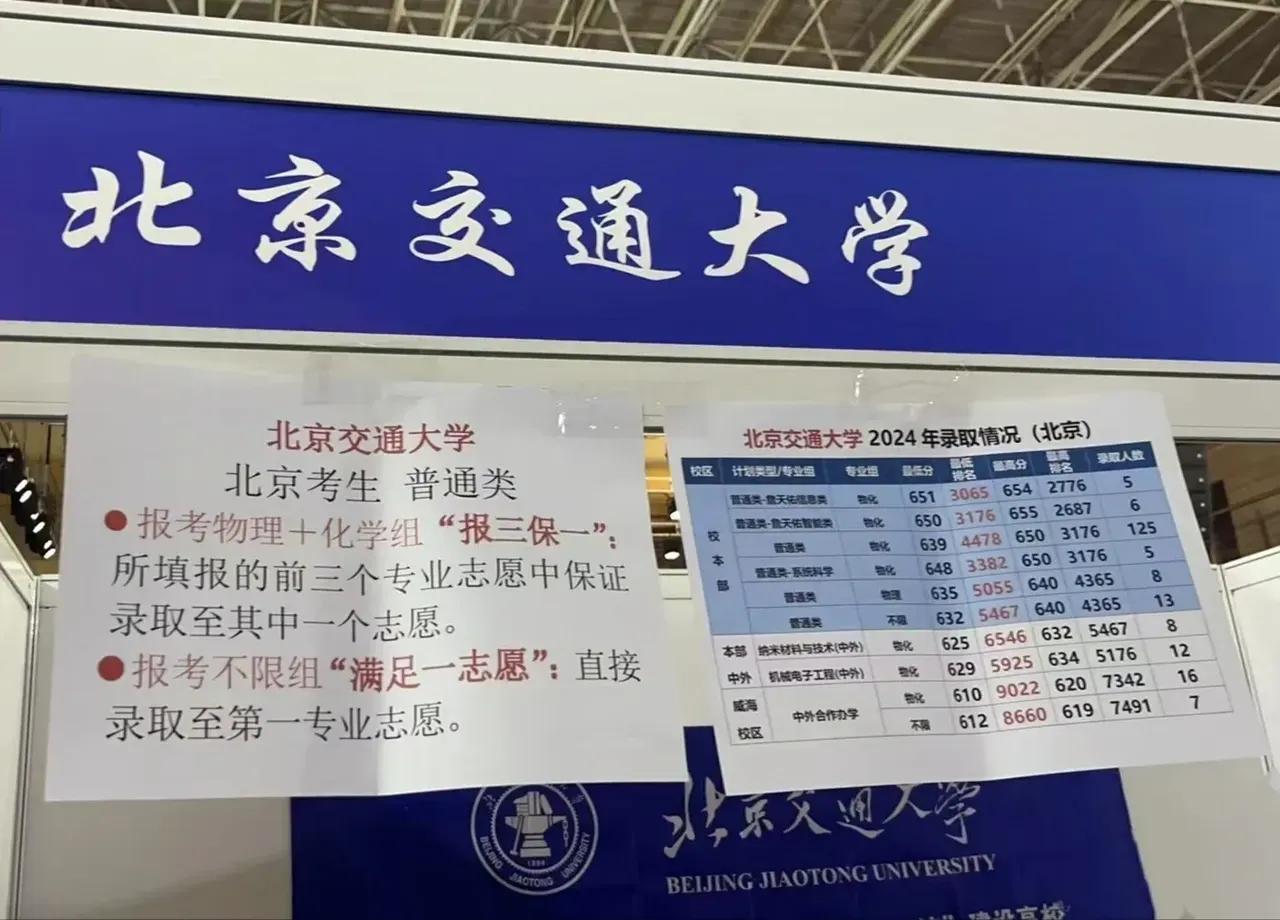 北京交通大学
北京交通大学
北京考生 普通类
●报考物理+化学组“报三保一”：
所填报的前三个专业志愿中保证
录取至其中一个志愿。
●报考不限组“满足一志愿”：直接
录取至第一专业志愿。
北京交通大学 2024 年录取情况（北京）
校区 计划类型/专业组 专业组 最低分 最低排名 最高分 最高排名 录取人数
校本部 普通类-詹天佑信息类 物化 651 3065 654 2776 5
普通类-詹天佑智能类 物化 650 3176 655 2687 6
普通类 物化 639 4478 650 3176 125
普通类-系统科学 物化 648 3382 650 3176 5
普通类 物理 635 5055 640 4365 8
普通类 不限 632 5467 640 4365 13
本部中外 纳米材料与技术(中外) 物化 625 6546 632 5467 8
机械电子工程(中外) 物化 629 5925 634 5176 12
威海校区 中外合作办学 物化 610 9022 620 7342 16
不限 612 8660 619 7491 7
1896
BEIJING JIAOTONG UNIVERSITY
北京交通大学
BEIJING JIAOTONG UNIVERSITY
建设高校